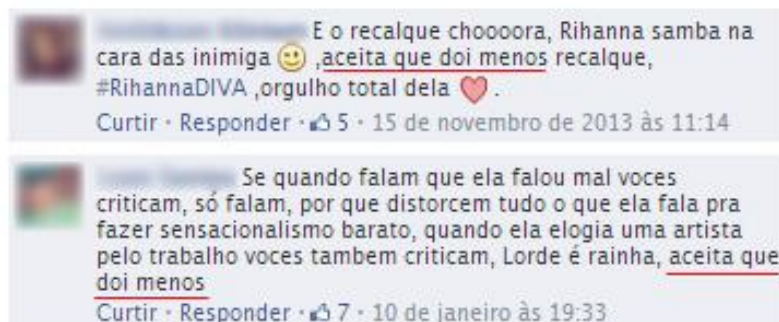 E o recalque choooora, Rihanna samba na
cara das inimiga ,aceita que doi menos recalque,
#RihannaDIVA ,orgulho total dela .
Curtir · Responder · 5 · 15 de novembro de 2013 às 11:14
Se quando falam que ela falou mal voces
criticam, só falam, por que distorcem tudo o que ela fala pra
fazer sensacionalismo barato, quando ela elogia uma artista
pelo trabalho voces tambem criticam, Lorde é rainha, aceita que
doi menos
Curtir · Responder · 7 · 10 de janeiro às 19:33